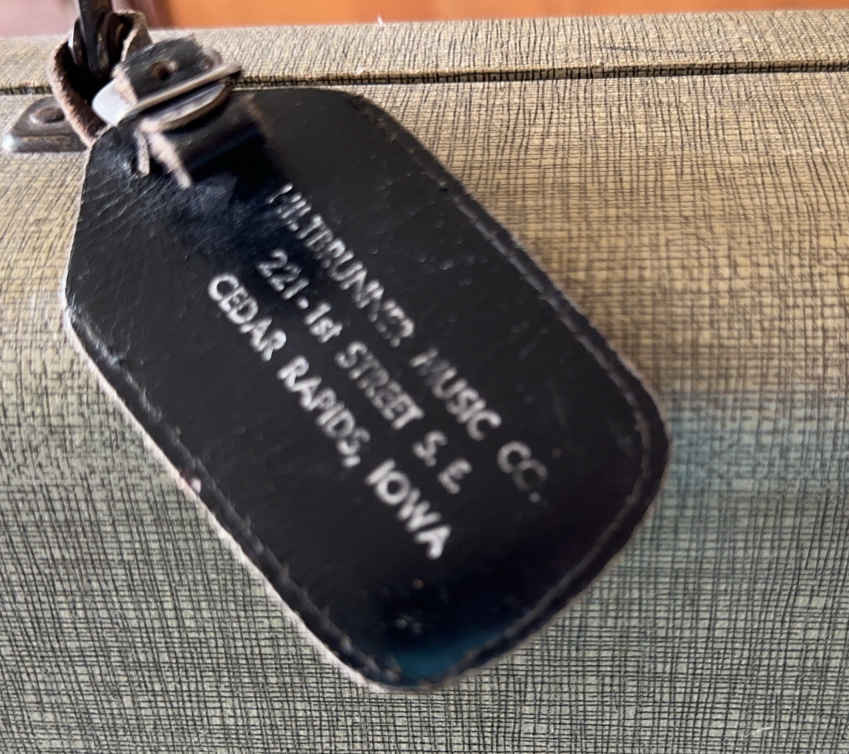 HILTBRUNNER MUSIC CO.
221-1st STREET S. E.
CEDAR RAPIDS, IOWA